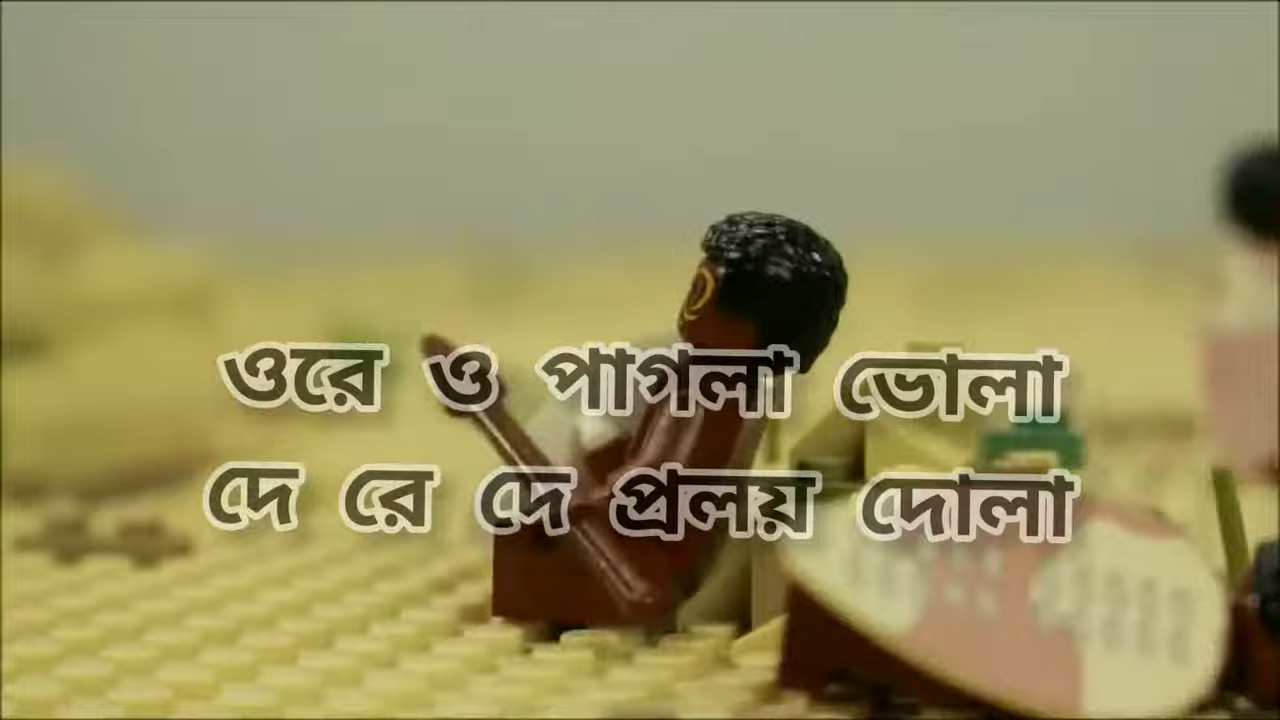 ওরে ও পাগলা ভোলা
দে রে দে প্রলয় দোলা